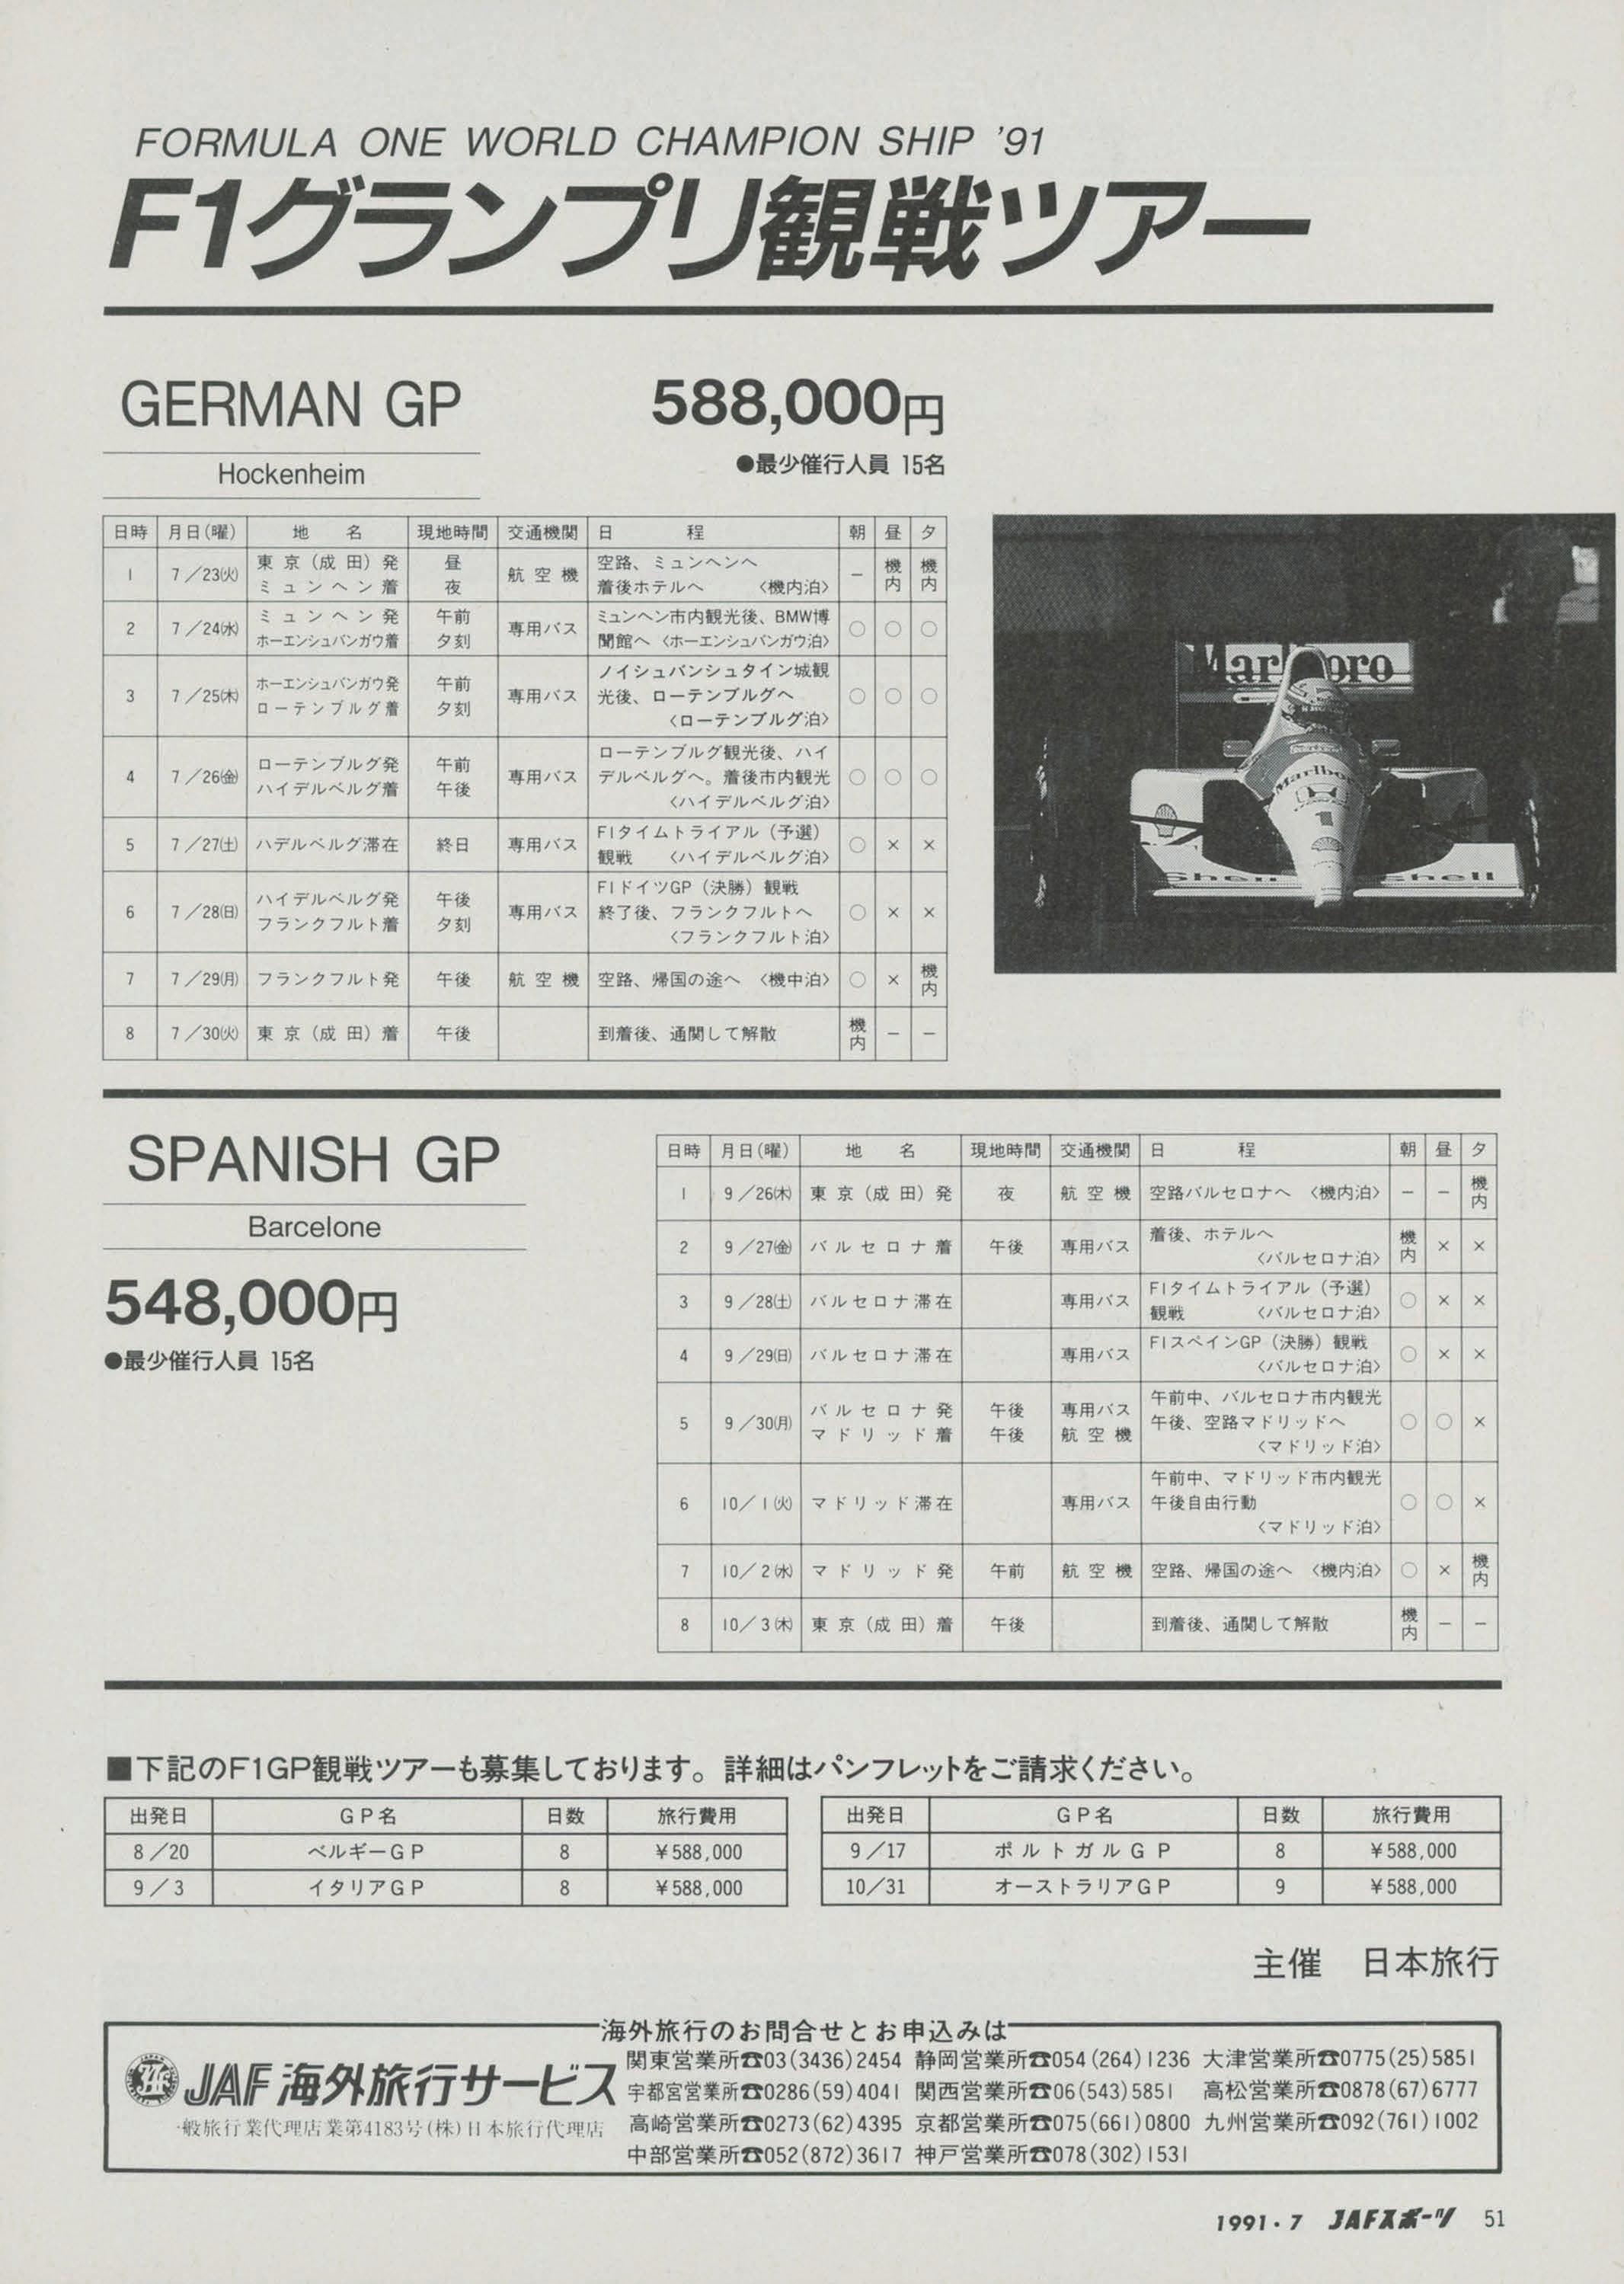 FORMULA ONE WORLD CHAMPION SHIP '91
F1グランプリ観戦ツアー
GERMAN GP
Hockenheim
588,000円
●最少催行人員 15名
日時 月日(曜) 地 名 現地時間 交通機関 日 程 朝 昼 夕
1 7/23(火) 東京(成田)発 昼 航空機 空路、ミュンヘンへ － 機内 機内
ミュンヘン着 夜 着後ホテルへ 〈機内泊〉
2 7/24(水) ミュンヘン発 午前 専用バス ミュンヘン市内観光後、BMW博 ○ ○ ○
ホーエンシュバンガウ着 夕刻 聞館へ〈ホーエンシュバンガウ泊〉
3 7/25(木) ホーエンシュバンガウ発 午前 専用バス ノイシュバンシュタイン城観 ○ ○ ○
ローテンブルグ着 夕刻 光後、ローテンブルグへ
〈ローテンブルグ泊〉
4 7/26(金) ローテンブルグ発 午前 専用バス ローテンブルグ観光後、ハイ ○ ○ ○
ハイデルベルグ着 午後 デルベルグへ。着後市内観光
〈ハイデルベルグ泊〉
5 7/27(土) ハデルベルグ滞在 終日 専用バス F1タイムトライアル(予選) ○ × ×
観戦 〈ハイデルベルグ泊〉
6 7/28(日) ハイデルベルグ発 午後 専用バス F1ドイツGP(決勝)観戦 ○ × ×
フランクフルト着 夕刻 終了後、フランクフルトへ
〈フランクフルト泊〉
7 7/29(月) フランクフルト発 午後 航空機 空路、帰国の途へ 〈機中泊〉 ○ × 機内
8 7/30(火) 東京(成田)着 午後 到着後、通関して解散 機内 － －
Marlboro
Marlboro
1
Shell Shell
SPANISH GP
Barcelone
548,000円
●最少催行人員 15名
日時 月日(曜) 地 名 現地時間 交通機関 日 程 朝 昼 夕
1 9/26(木) 東京(成田)発 夜 航空機 空路バルセロナへ 〈機内泊〉 － － 機内
2 9/27(金) バルセロナ着 午後 専用バス 着後、ホテルへ 機内 × ×
〈バルセロナ泊〉
3 9/28(土) バルセロナ滞在 専用バス F1タイムトライアル(予選) ○ × ×
観戦 〈バルセロナ泊〉
4 9/29(日) バルセロナ滞在 専用バス F1スペインGP(決勝)観戦 ○ × ×
〈バルセロナ泊〉
5 9/30(月) バルセロナ発 午後 専用バス 午前中、バルセロナ市内観光 ○ ○ ×
マドリッド着 午後 航空機 午後、空路マドリッドへ
〈マドリッド泊〉
6 10/1(火) マドリッド滞在 専用バス 午前中、マドリッド市内観光 ○ ○ ×
午後自由行動
〈マドリッド泊〉
7 10/2(水) マドリッド発 午前 航空機 空路、帰国の途へ 〈機内泊〉 ○ × 機内
8 10/3(木) 東京(成田)着 午後 到着後、通関して解散 機内 － －
■下記のF1GP観戦ツアーも募集しております。詳細はパンフレットをご請求ください。
出発日 GP名 日数 旅行費用
8/20 ベルギーGP 8 ¥588,000
9/3 イタリアGP 8 ¥588,000
出発日 GP名 日数 旅行費用
9/17 ポルトガルGP 8 ¥588,000
10/31 オーストラリアGP 9 ¥588,000
主催 日本旅行
海外旅行のお問合せとお申込みは
JAF海外旅行サービス
一般旅行業代理店業第4183号(株)日本旅行代理店
関東営業所☎03(3436)2454 静岡営業所☎054(264)1236 大津営業所☎0775(25)5851
宇都宮営業所☎0286(59)4041 関西営業所☎06(543)5851 高松営業所☎0878(67)6777
高崎営業所☎0273(62)4395 京都営業所☎075(661)0800 九州営業所☎092(761)1002
中部営業所☎052(872)3617 神戸営業所☎078(302)1531
1991・7 JAFスポーツ 51